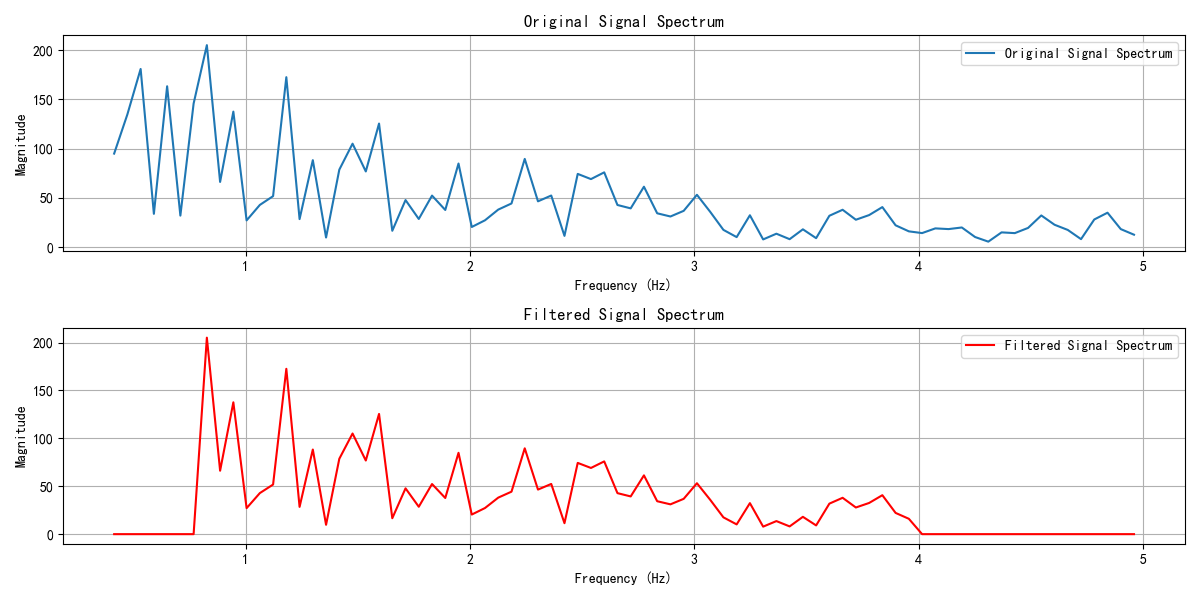 Original Signal Spectrum
Original Signal Spectrum
Magnitude
200
150
100
50
0
1 2 3 4 5
Frequency (Hz)
Filtered Signal Spectrum
Filtered Signal Spectrum
Magnitude
200
150
100
50
0
1 2 3 4 5
Frequency (Hz)